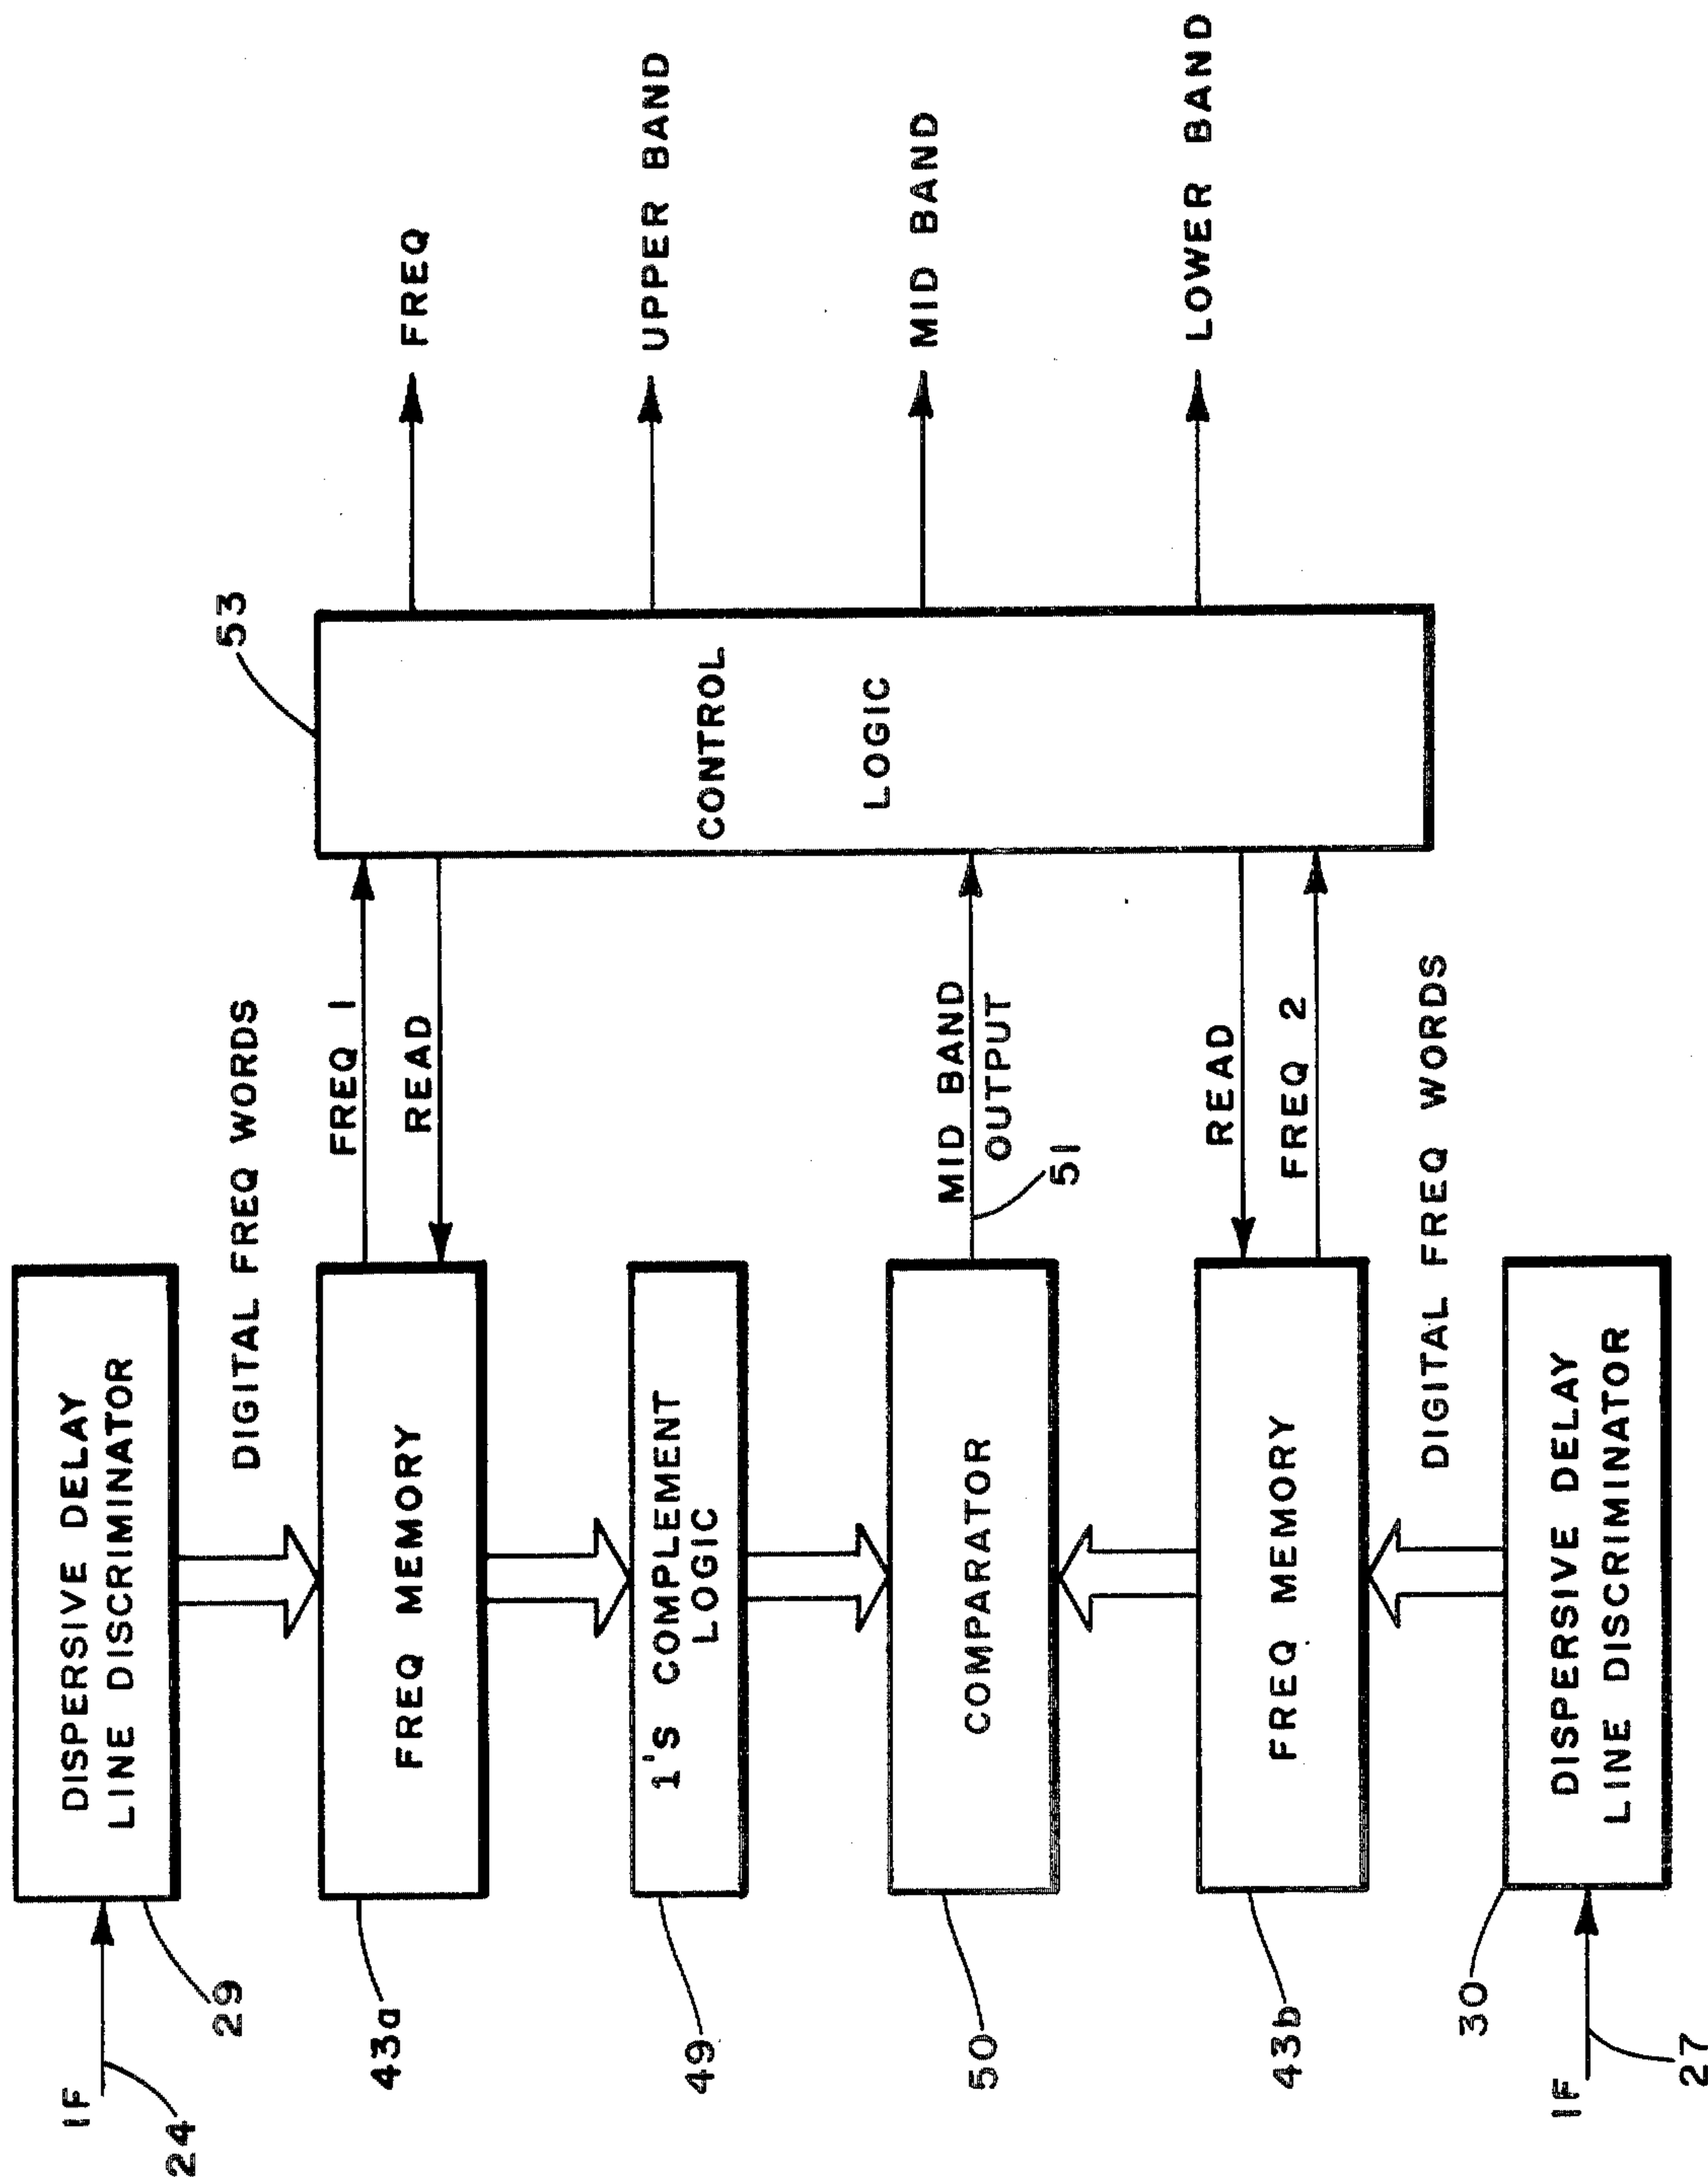 IF
24
DISPERSIVE DELAY
LINE DISCRIMINATOR
29
DIGITAL FREQ WORDS
43a
FREQ MEMORY
FREQ 1
READ
53
FREQ
49
1'S COMPLEMENT
LOGIC
CONTROL
LOGIC
UPPER BAND
50
COMPARATOR
MID BAND
OUTPUT
51
MID BAND
43b
FREQ MEMORY
READ
FREQ 2
LOWER BAND
DIGITAL FREQ WORDS
30
DISPERSIVE DELAY
LINE DISCRIMINATOR
IF
27